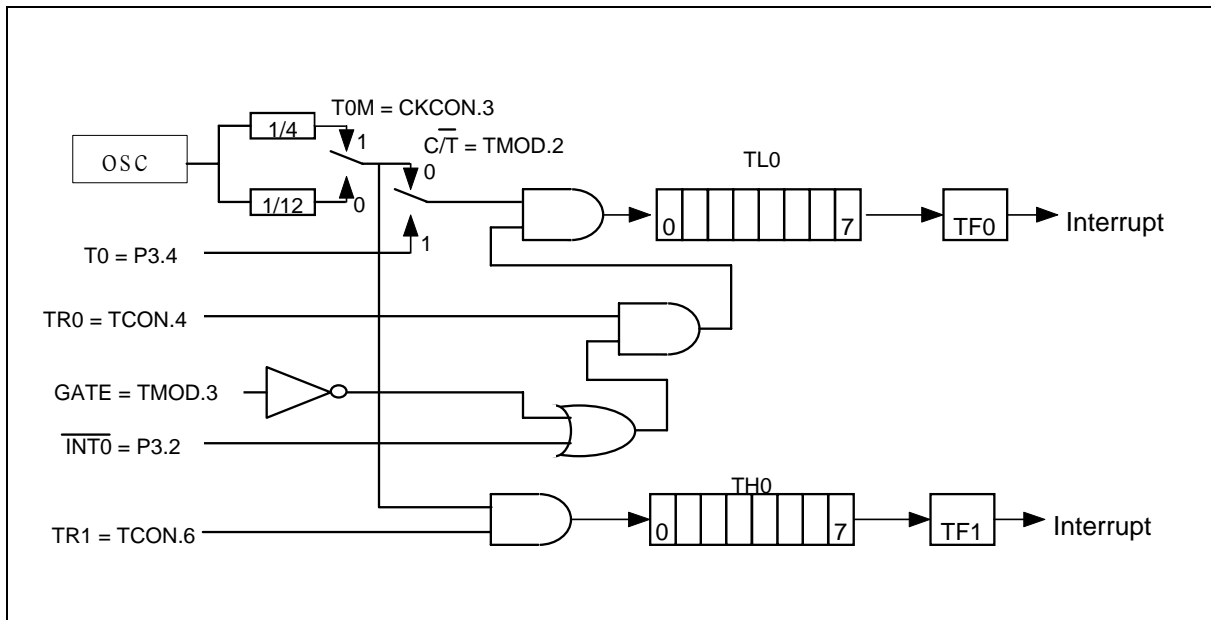 T0M = CKCON.3
1/4
1
C/T = TMOD.2
OSC
0
TL0
1/12
0
0
7
TF0
Interrupt
1
T0 = P3.4
TR0 = TCON.4
GATE = TMOD.3
INT0 = P3.2
TH0
0
7
TF1
Interrupt
TR1 = TCON.6